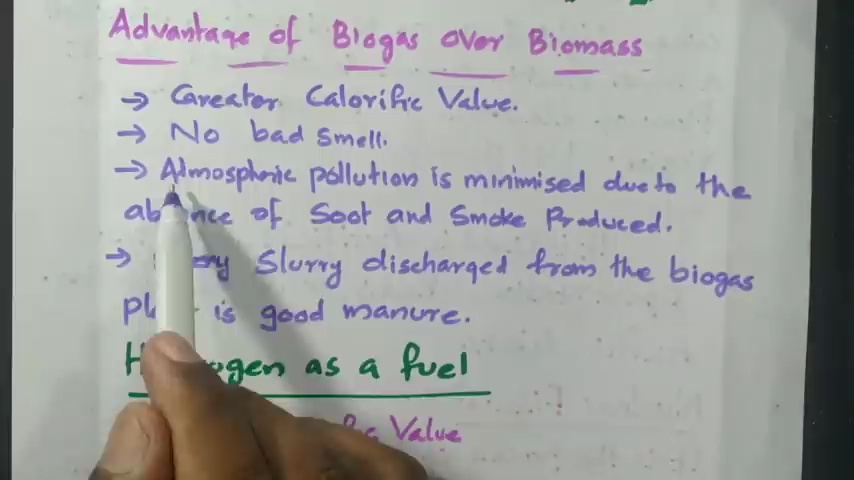 Advantage of Biogas over Biomass
→ Greater Calorific Value.
→ No bad smell.
→ Atmospheric pollution is minimised due to the
of Soot and Smoke Produced.
→ Slurry discharged from the biogas
is good manure.
as a fuel
Value